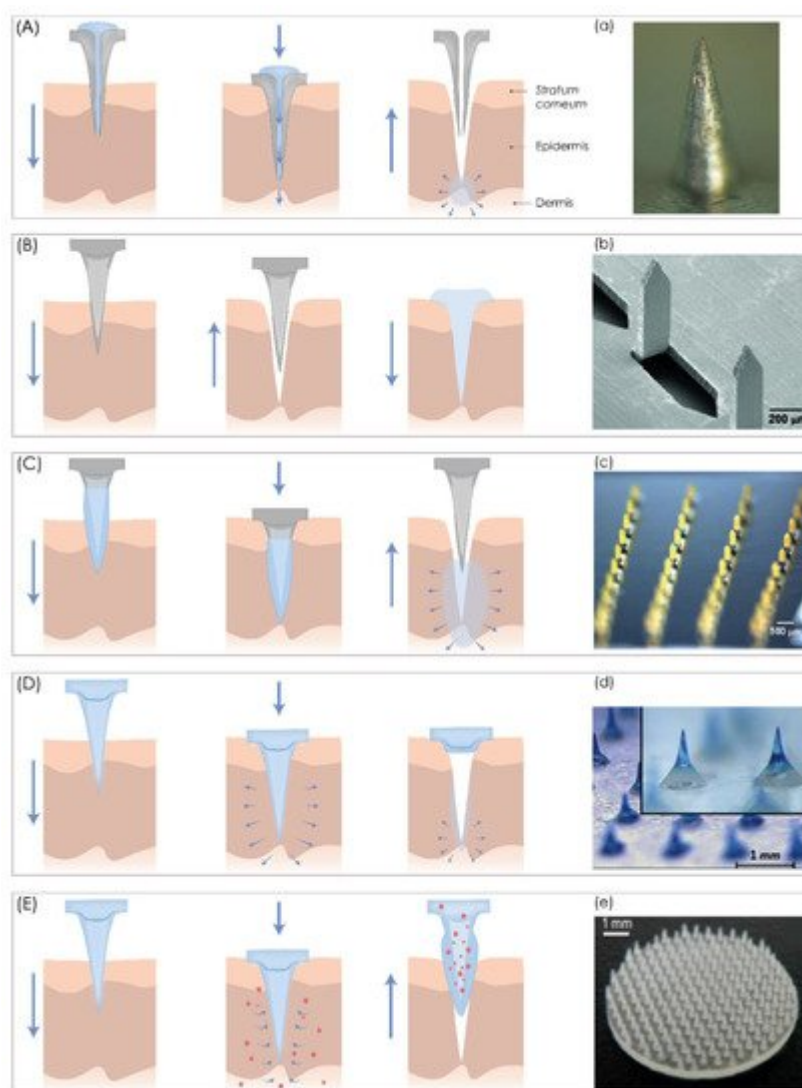 (A)
Stratum
corneum
Epidermis
Dermis
(a)
(B)
(b)
200 µm
(C)
(c)
500 µm
(D)
(d)
1 mm
(E)
(e)
1 mm